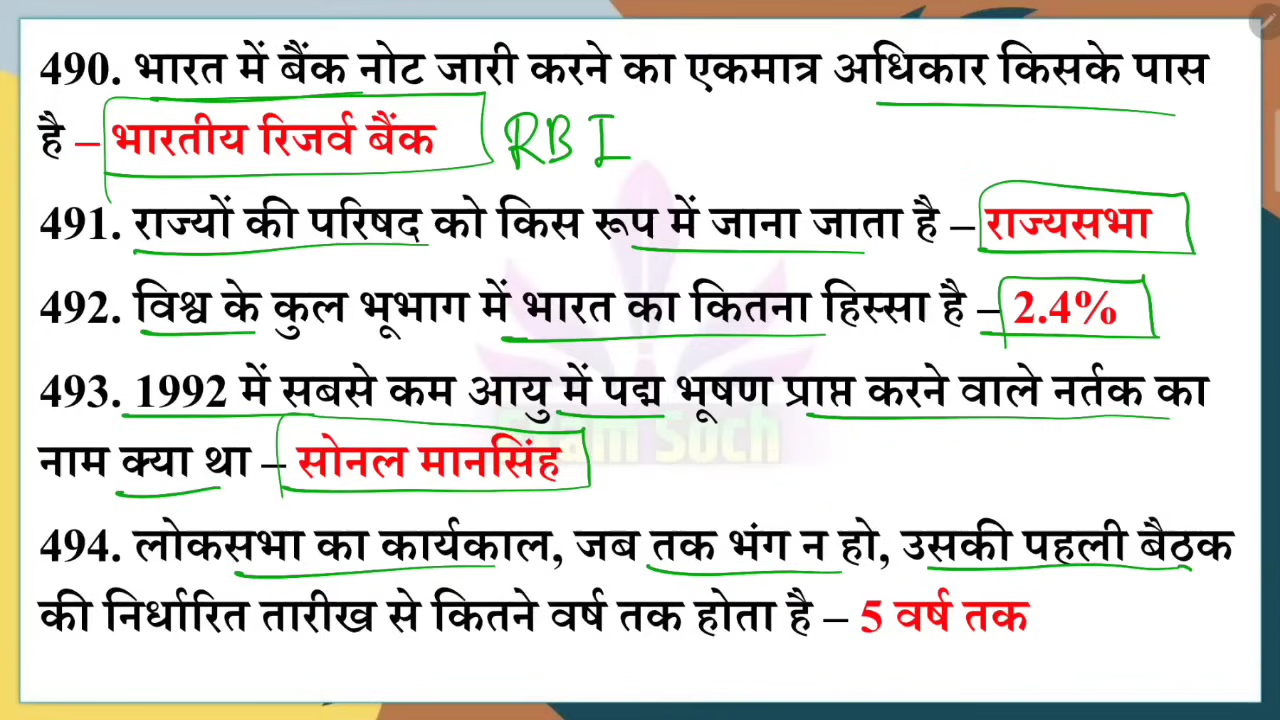 490. भारत में बैंक नोट जारी करने का एकमात्र अधिकार किसके पास
है – भारतीय रिजर्व बैंक RBI
491. राज्यों की परिषद को किस रूप में जाना जाता है – राज्यसभा
492. विश्व के कुल भूभाग में भारत का कितना हिस्सा है – 2.4%
493. 1992 में सबसे कम आयु में पद्म भूषण प्राप्त करने वाले नर्तक का
नाम क्या था – सोनल मानसिंह
Exam Soch
494. लोकसभा का कार्यकाल, जब तक भंग न हो, उसकी पहली बैठक
की निर्धारित तारीख से कितने वर्ष तक होता है – 5 वर्ष तक